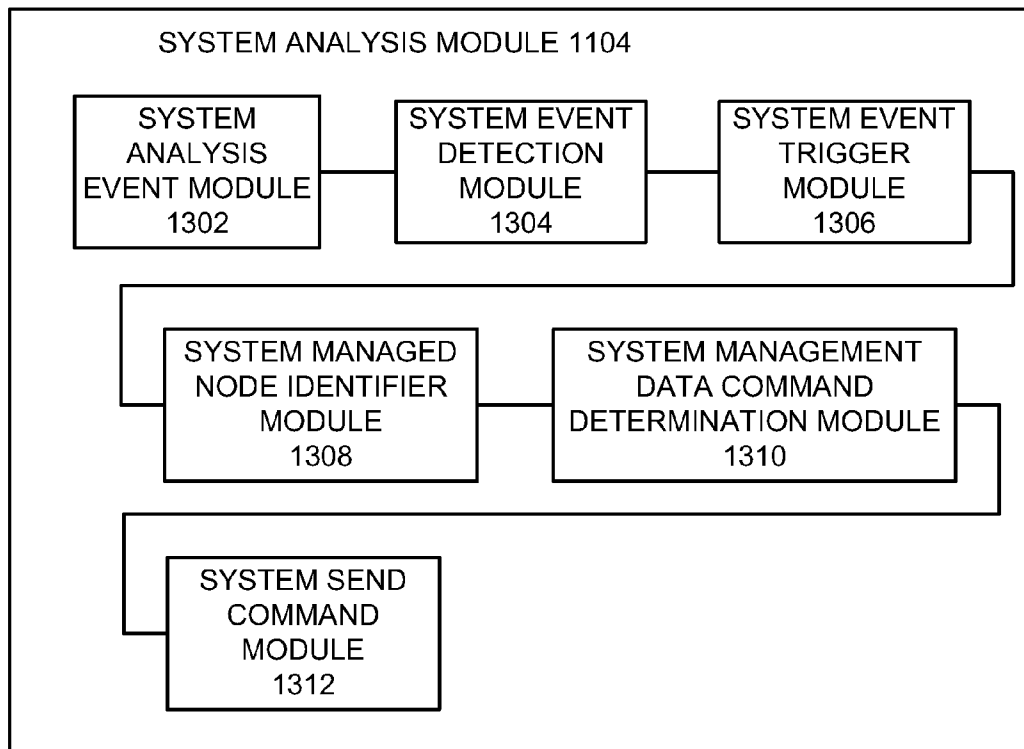 SYSTEM ANALYSIS MODULE 1104
SYSTEM
ANALYSIS
EVENT MODULE
1302
SYSTEM EVENT
DETECTION
MODULE
1304
SYSTEM EVENT
TRIGGER
MODULE
1306
SYSTEM MANAGED
NODE IDENTIFIER
MODULE
1308
SYSTEM MANAGEMENT
DATA COMMAND
DETERMINATION MODULE
1310
SYSTEM SEND
COMMAND
MODULE
1312